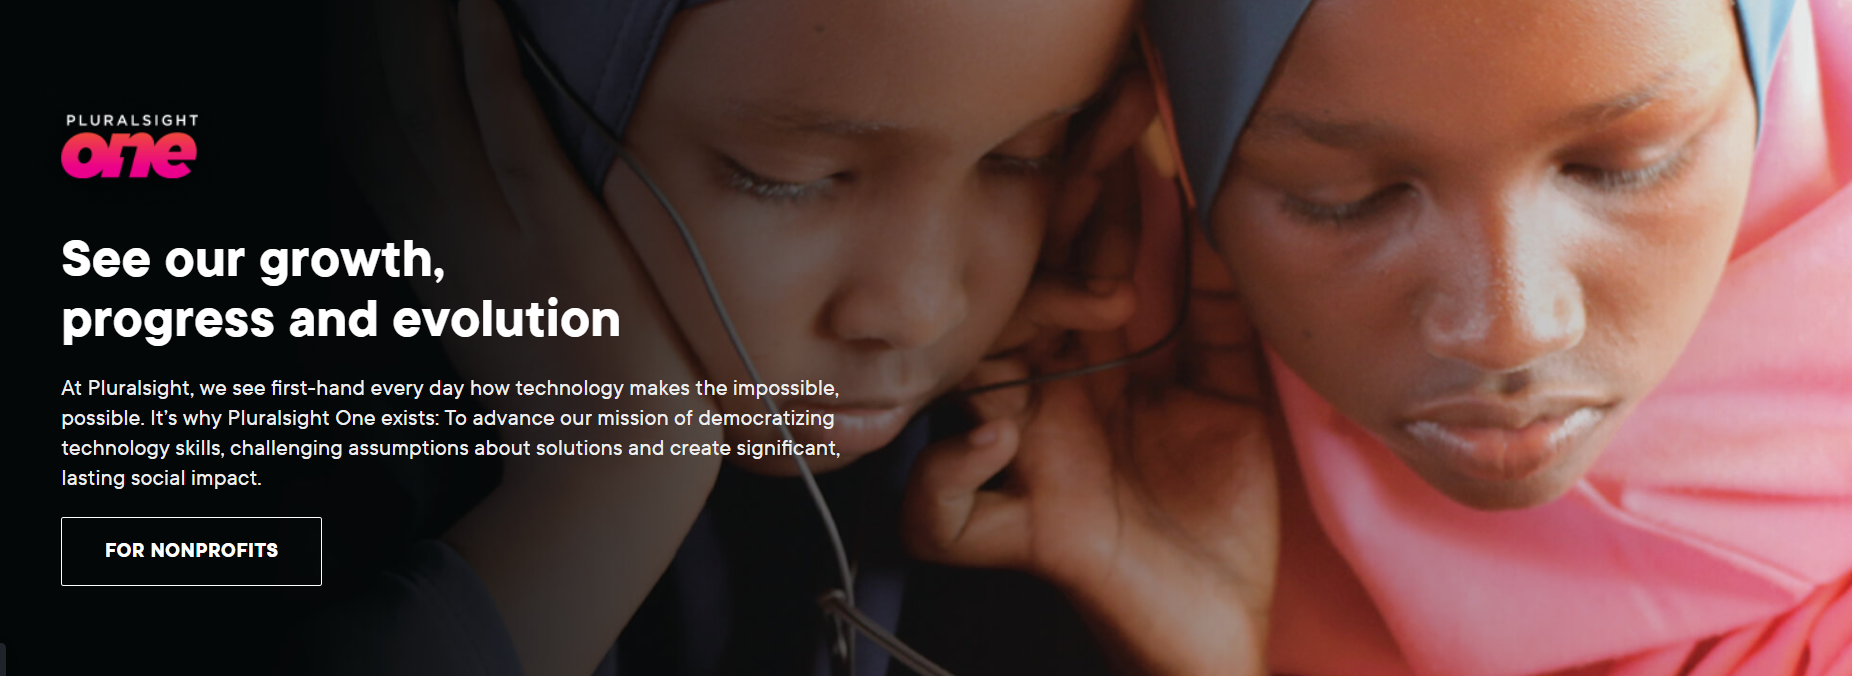 PLURALSIGHT
one
See our growth,
progress and evolution
At Pluralsight, we see first-hand every day how technology makes the impossible,
possible. It’s why Pluralsight One exists: To advance our mission of democratizing
technology skills, challenging assumptions about solutions and create significant,
lasting social impact.
FOR NONPROFITS